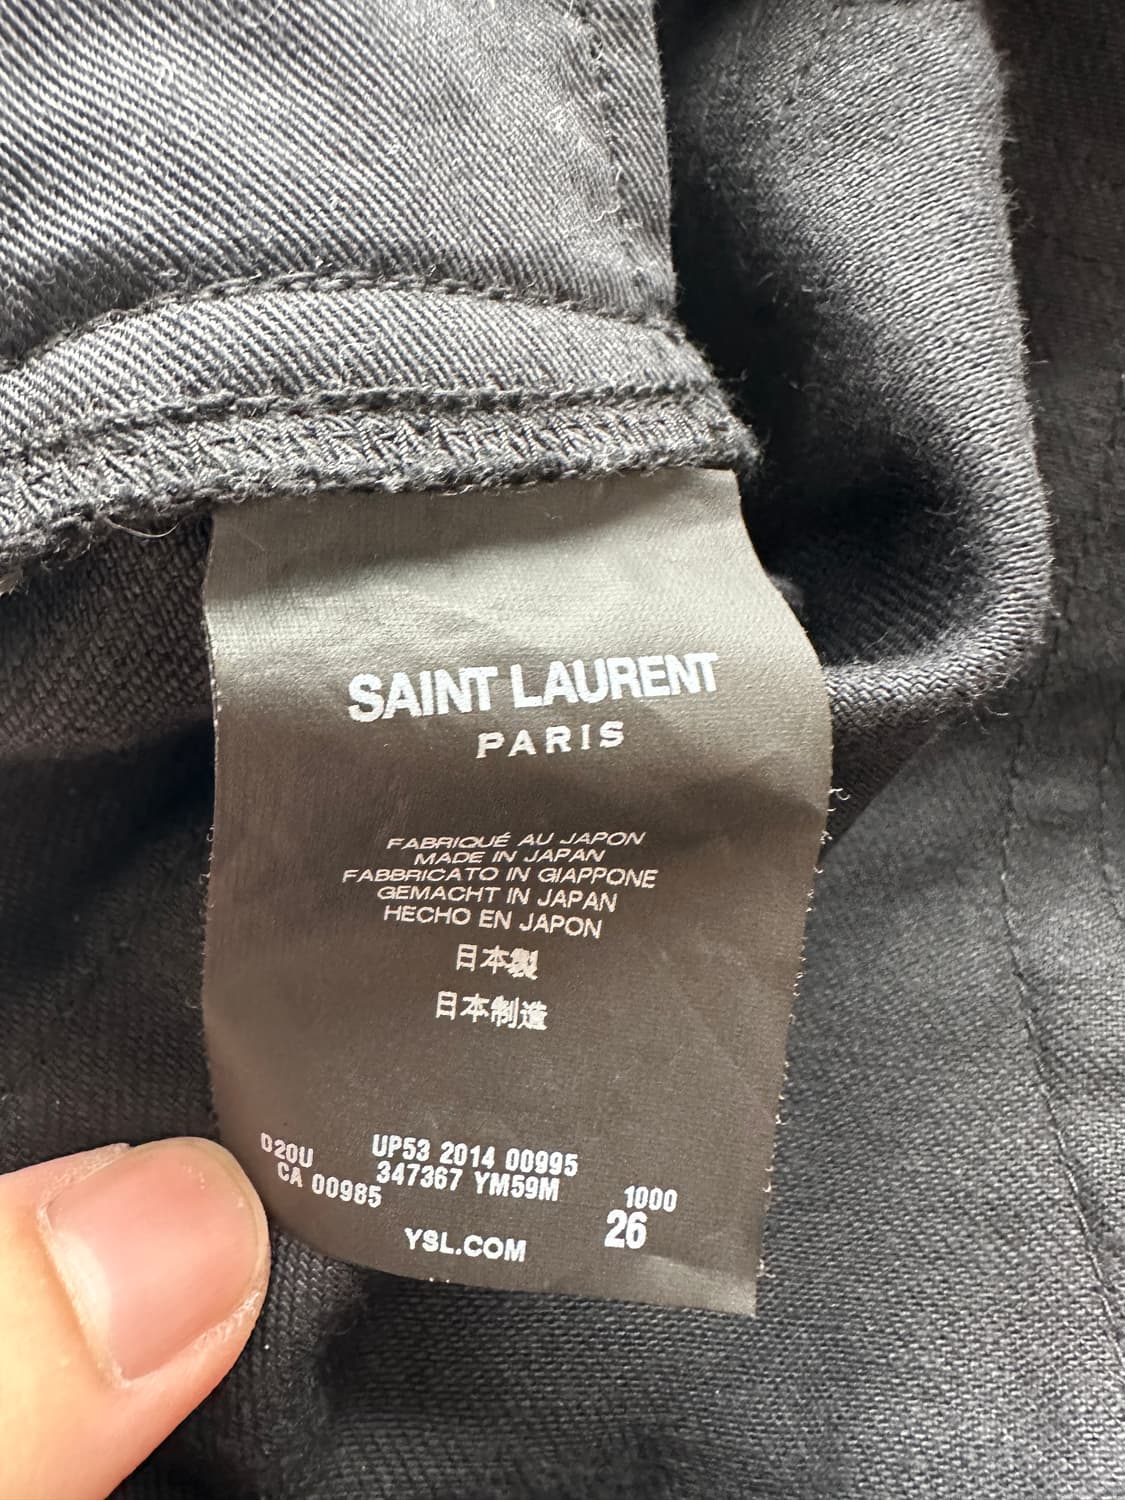 SAINT LAURENT
PARIS
FABRIQUÉ AU JAPON
MADE IN JAPAN
FABBRICATO IN GIAPPONE
GEMACHT IN JAPAN
HECHO EN JAPON
日本製
日本制造
D20U UP53 2014 00995
CA 00985 347367 YM59M 1000
YSL.COM 26